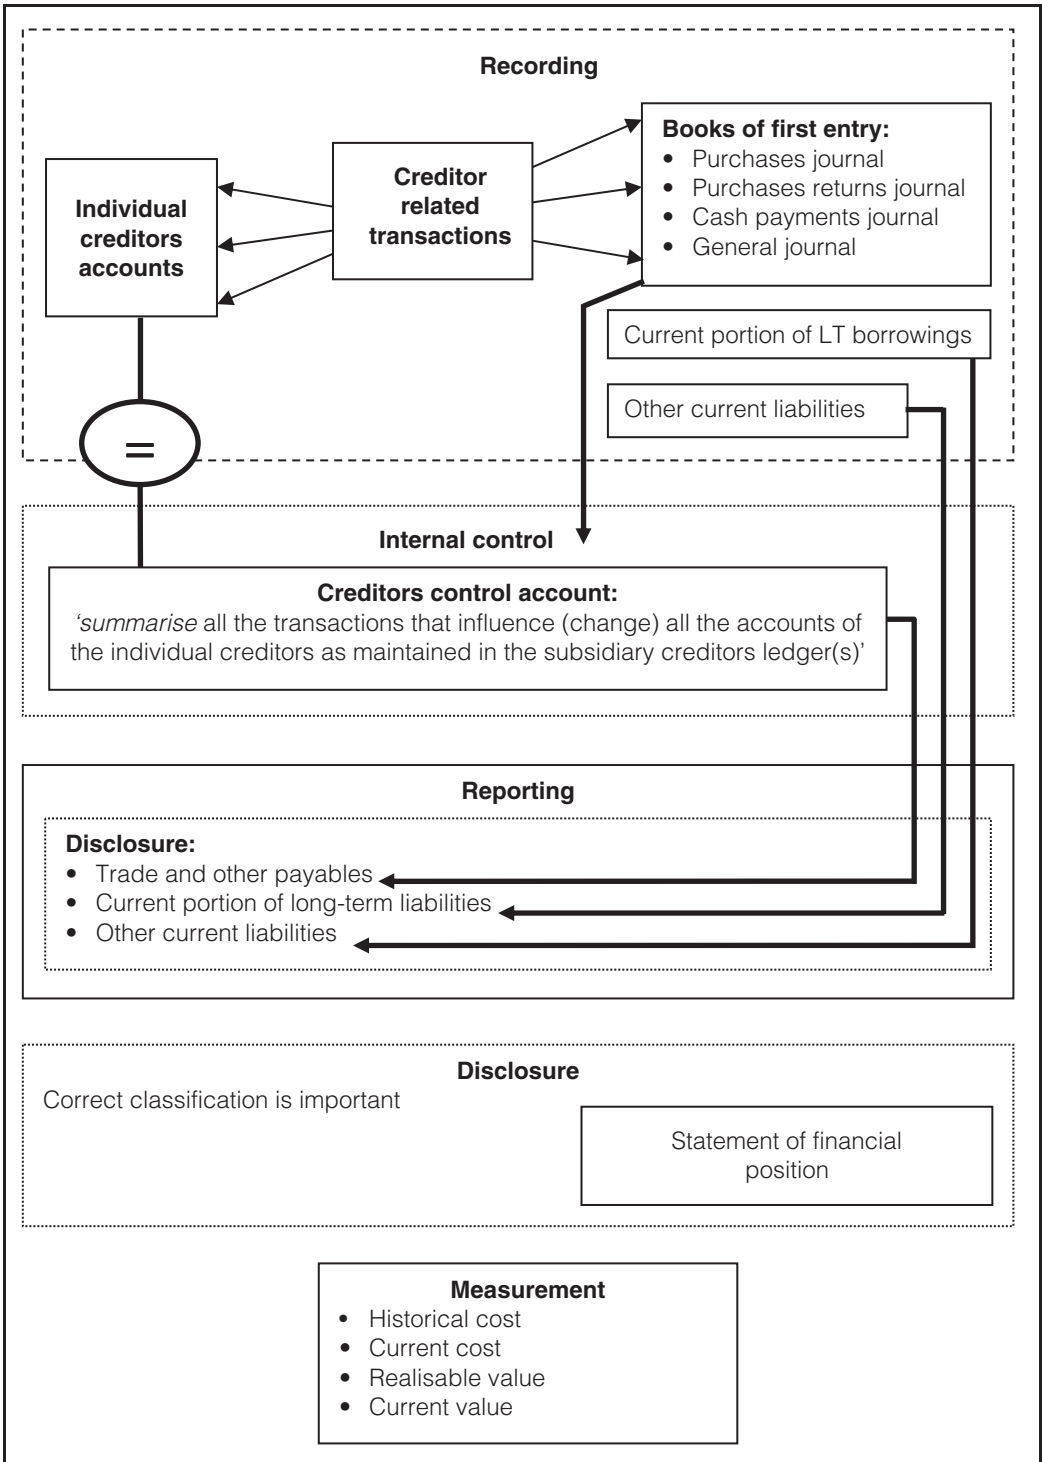 Recording
Individual
creditors
accounts
Creditor
related
transactions
Books of first entry:
• Purchases journal
• Purchases returns journal
• Cash payments journal
• General journal
Current portion of LT borrowings
Other current liabilities
=
Internal control
Creditors control account:
‘summarise all the transactions that influence (change) all the accounts of
the individual creditors as maintained in the subsidiary creditors ledger(s)’
Reporting
Disclosure:
• Trade and other payables
• Current portion of long-term liabilities
• Other current liabilities
Disclosure
Correct classification is important
Statement of financial
position
Measurement
• Historical cost
• Current cost
• Realisable value
• Current value